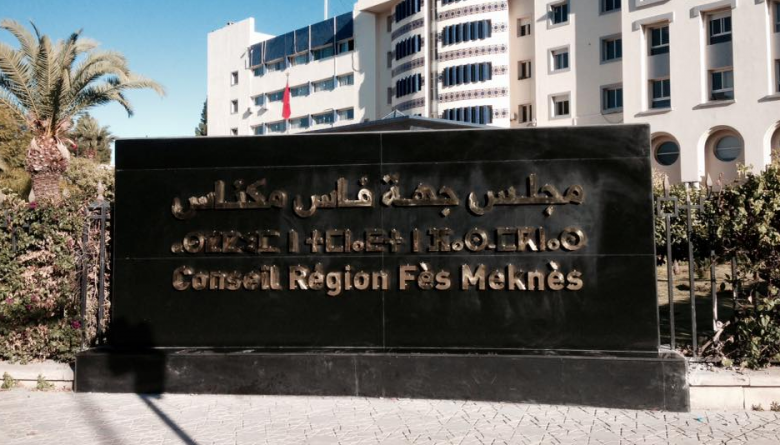 مجلس جهة فاس مكناس
ⴰⵙⵇⵇⵉⵎ ⵏ ⵜⵎⵏⴰⴹⵜ ⵏ ⴼⴰⵙ ⵎⴽⵏⴰⵙ
Conseil Région Fès Meknès